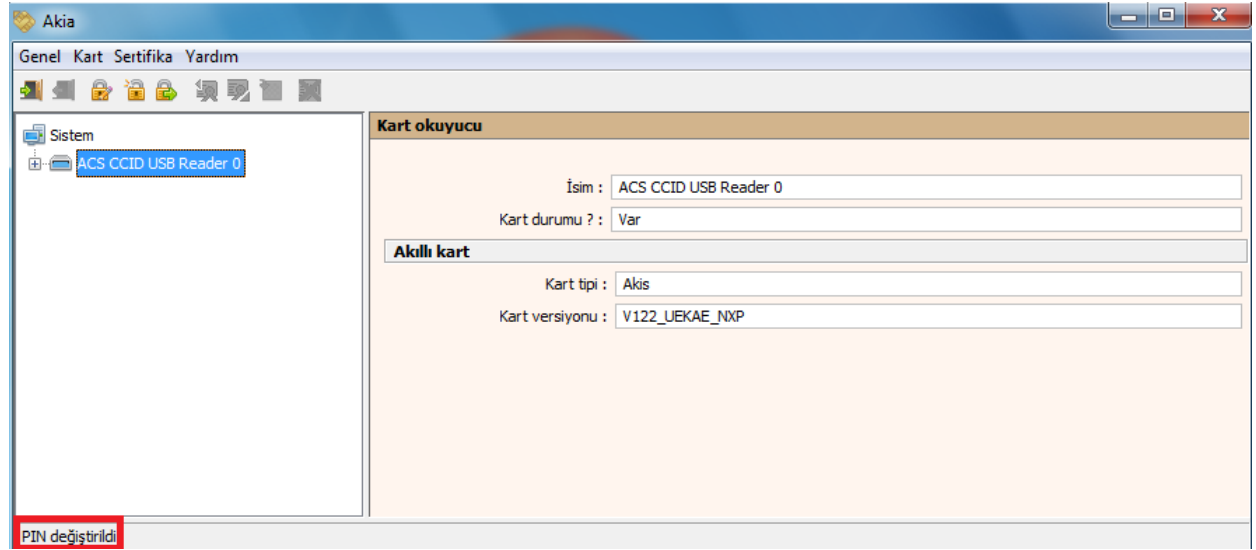 Akia
Genel Kart Sertifika Yardım
Sistem
ACS CCID USB Reader 0
Kart okuyucu
İsim : ACS CCID USB Reader 0
Kart durumu ? : Var
Akıllı kart
Kart tipi : Akis
Kart versiyonu : V122_UEKAE_NXP
PIN değiştirildi